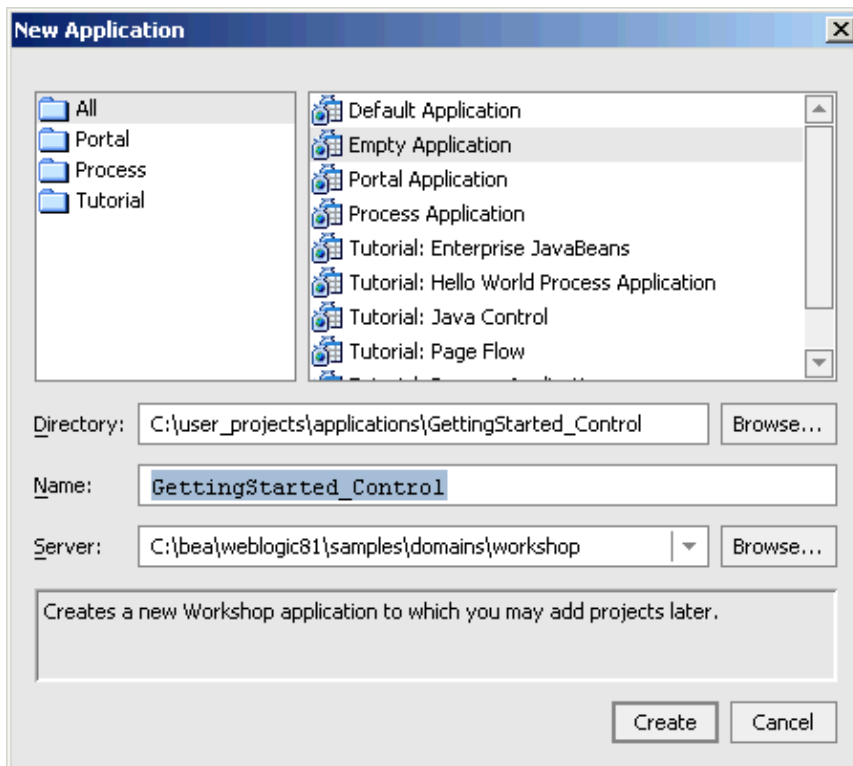 New Application
All
Portal
Process
Tutorial
Default Application
Empty Application
Portal Application
Process Application
Tutorial: Enterprise JavaBeans
Tutorial: Hello World Process Application
Tutorial: Java Control
Tutorial: Page Flow
Directory: C:\user_projects\applications\GettingStarted_Control Browse...
Name: GettingStarted_Control
Server: C:\bea\weblogic81\samples\domains\workshop Browse...
Creates a new Workshop application to which you may add projects later.
Create Cancel